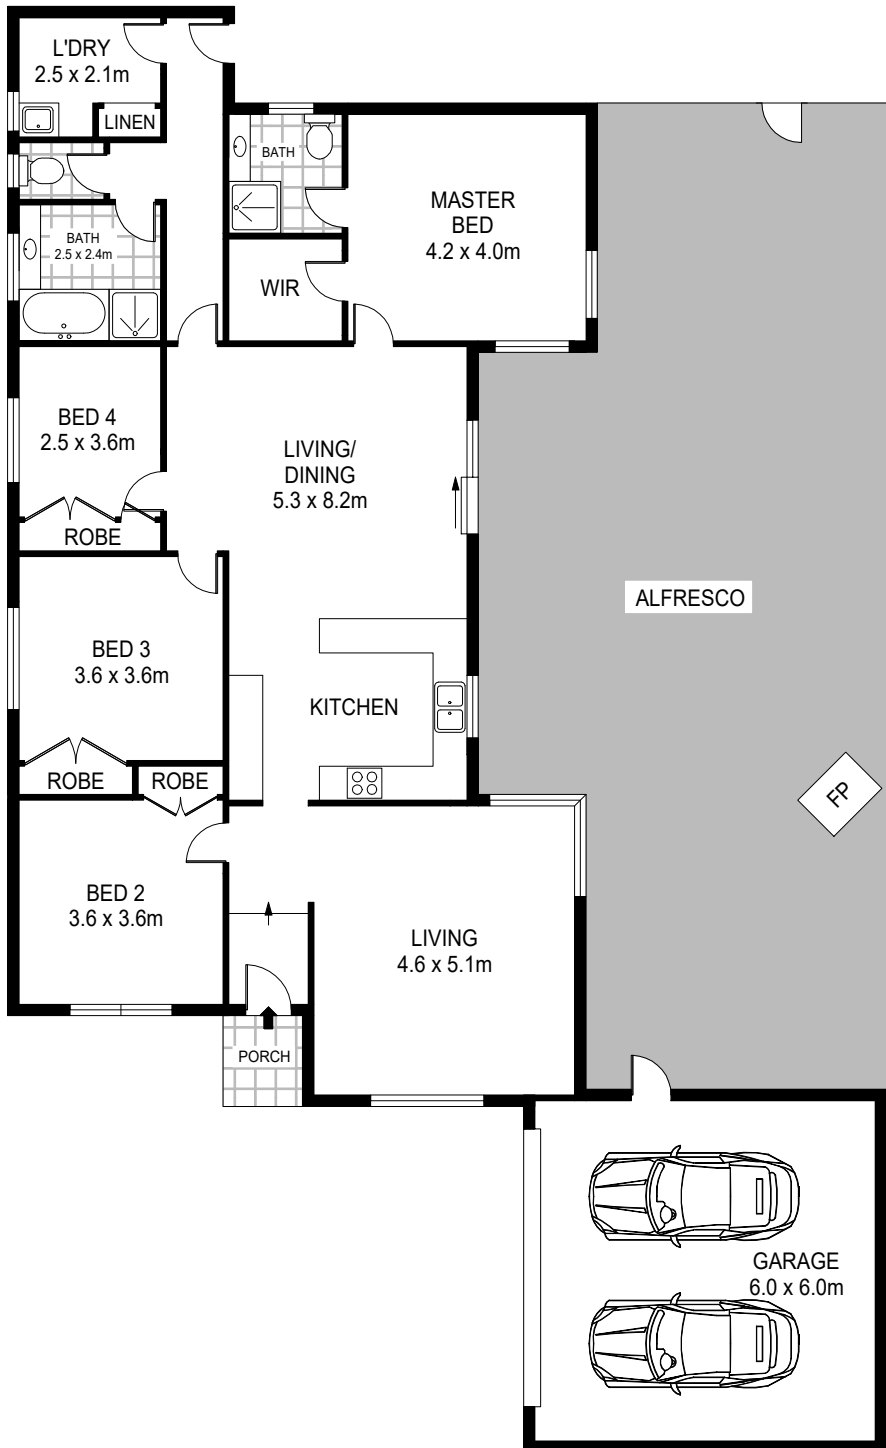 L'DRY
2.5 x 2.1m
LINEN
BATH
MASTER
BED
4.2 x 4.0m
BATH
2.5 x 2.4m
WIR
BED 4
2.5 x 3.6m
ROBE
LIVING/
DINING
5.3 x 8.2m
ALFRESCO
BED 3
3.6 x 3.6m
KITCHEN
ROBE
ROBE
FP
BED 2
3.6 x 3.6m
LIVING
4.6 x 5.1m
PORCH
GARAGE
6.0 x 6.0m